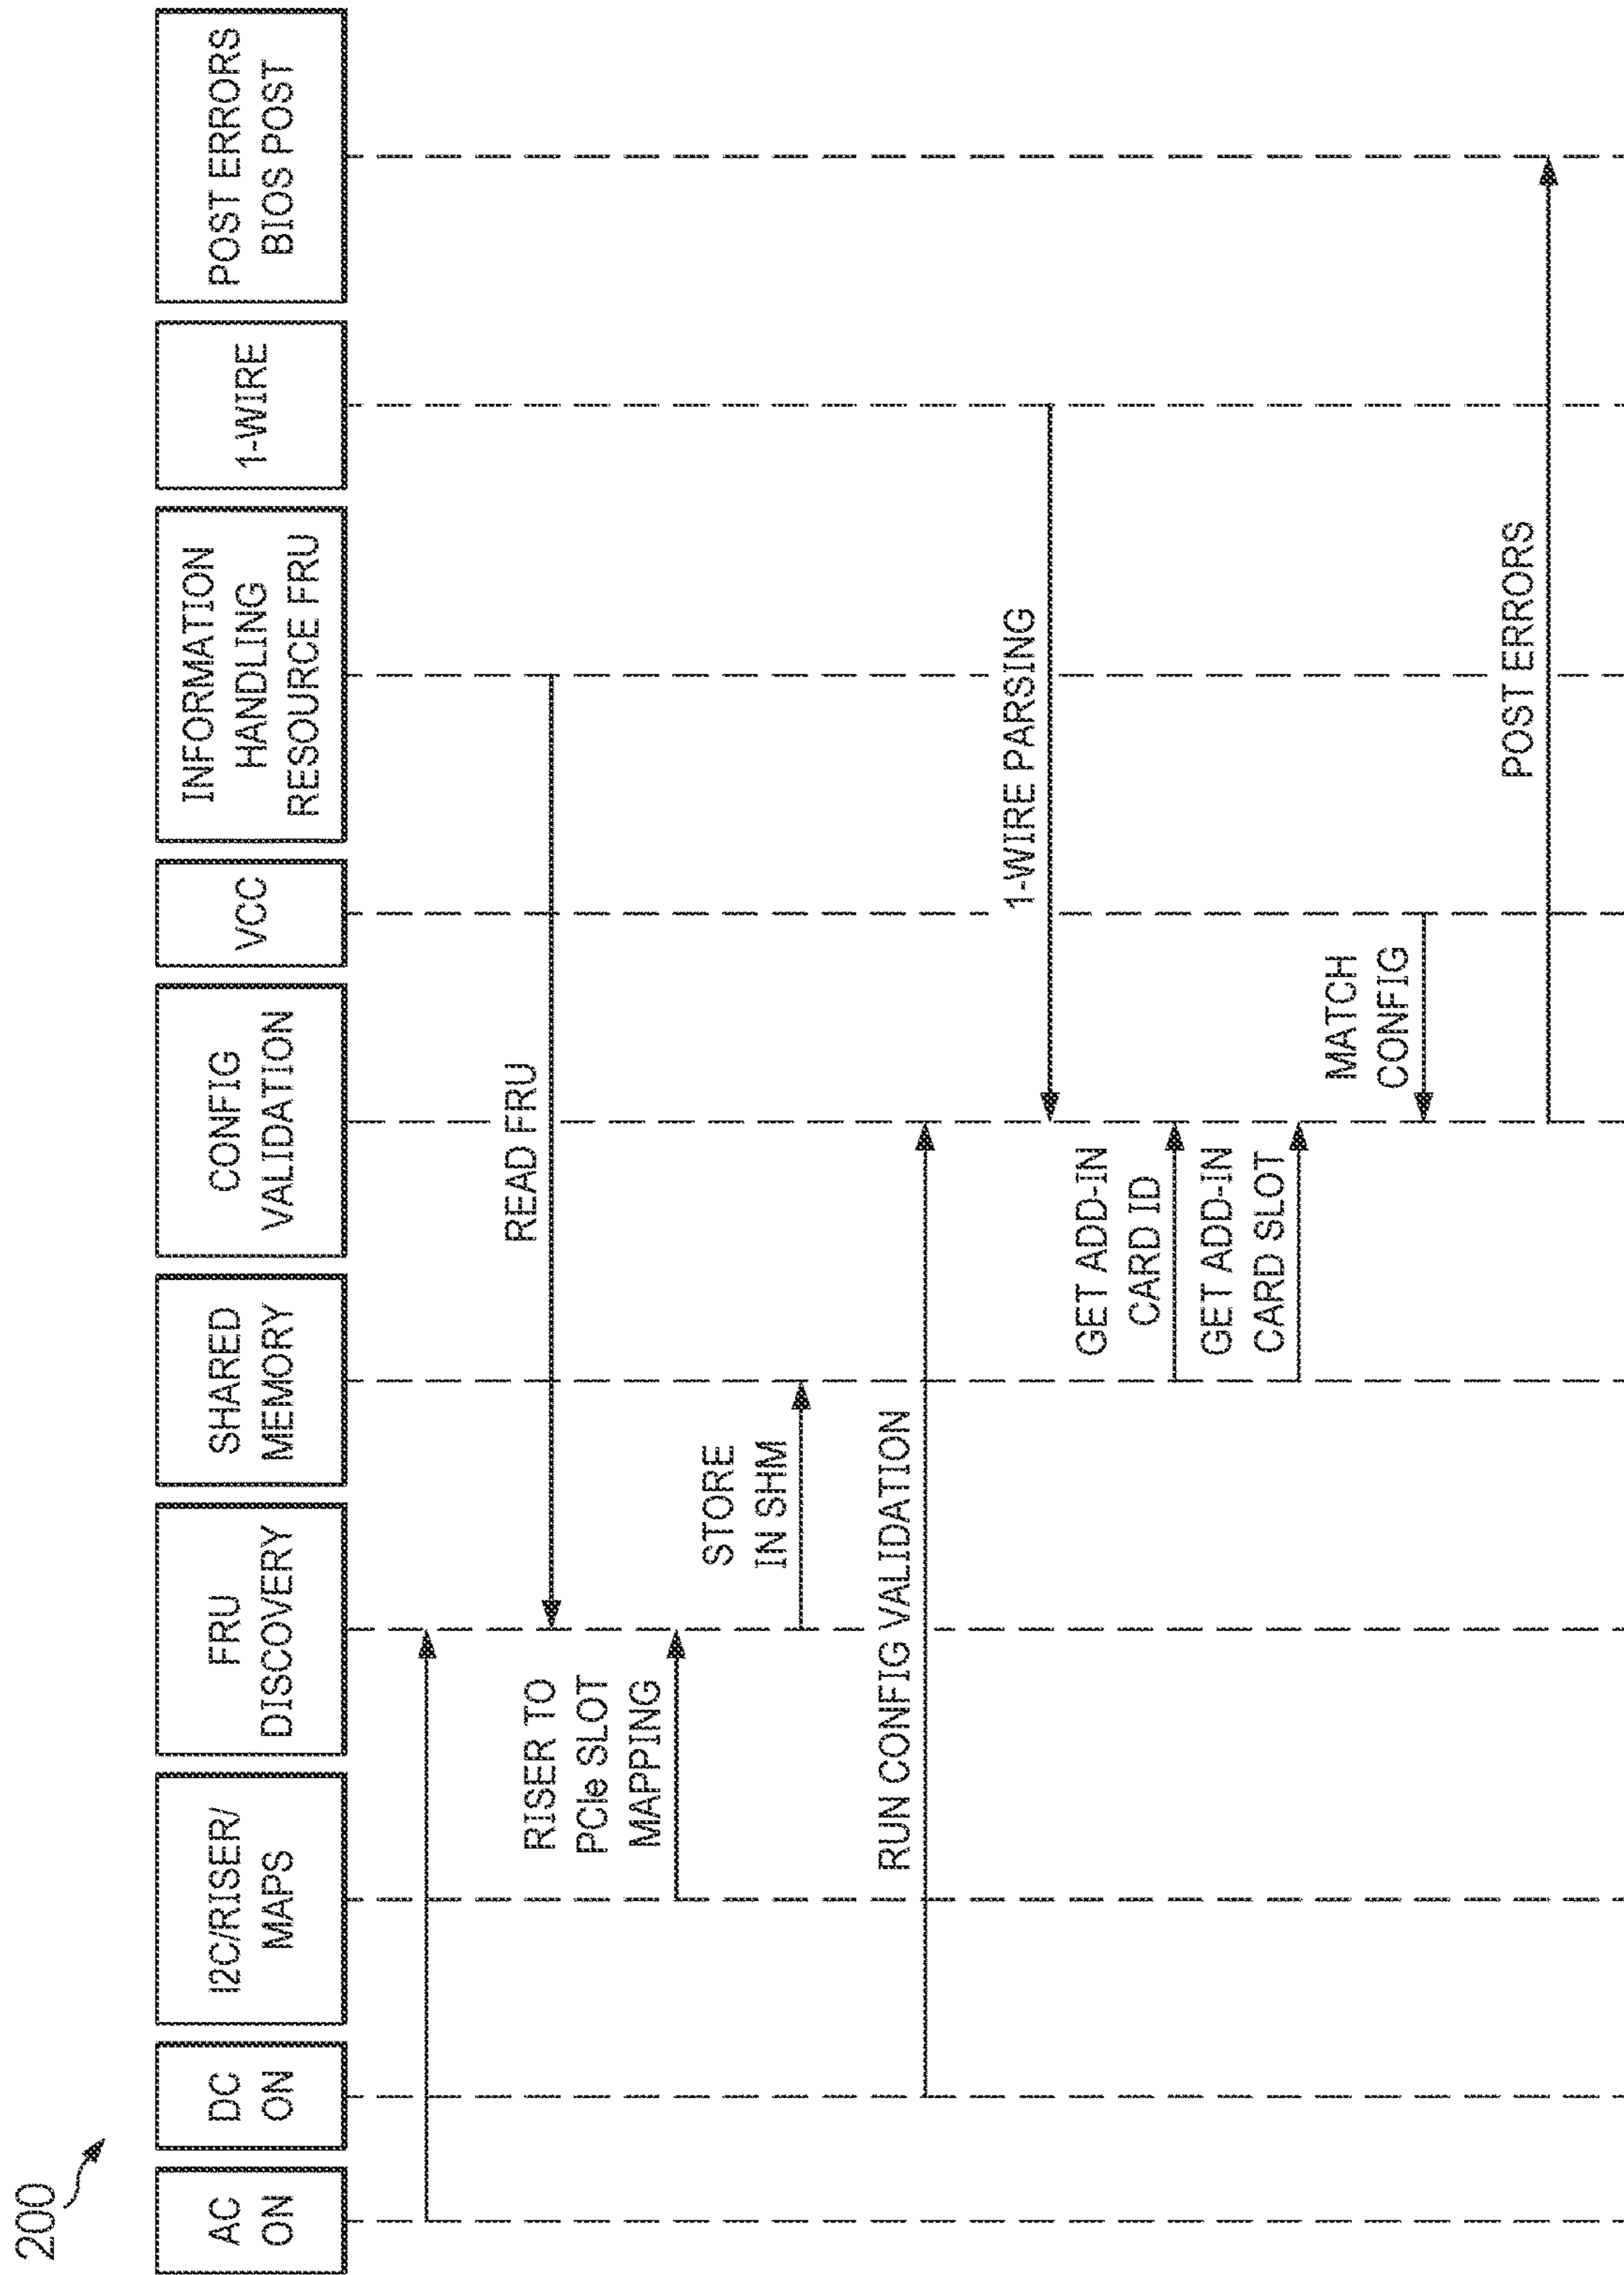 200
AC
ON
DC
ON
I2C/RISER/
MAPS
FRU
DISCOVERY
SHARED
MEMORY
CONFIG
VALIDATION
VCC
INFORMATION
HANDLING
RESOURCE FRU
1-WIRE
POST ERRORS
BIOS POST
READ FRU
RISER TO
PCIe SLOT
MAPPING
STORE
IN SHM
RUN CONFIG VALIDATION
1-WIRE PARSING
GET ADD-IN
CARD ID
GET ADD-IN
CARD SLOT
MATCH
CONFIG
POST ERRORS